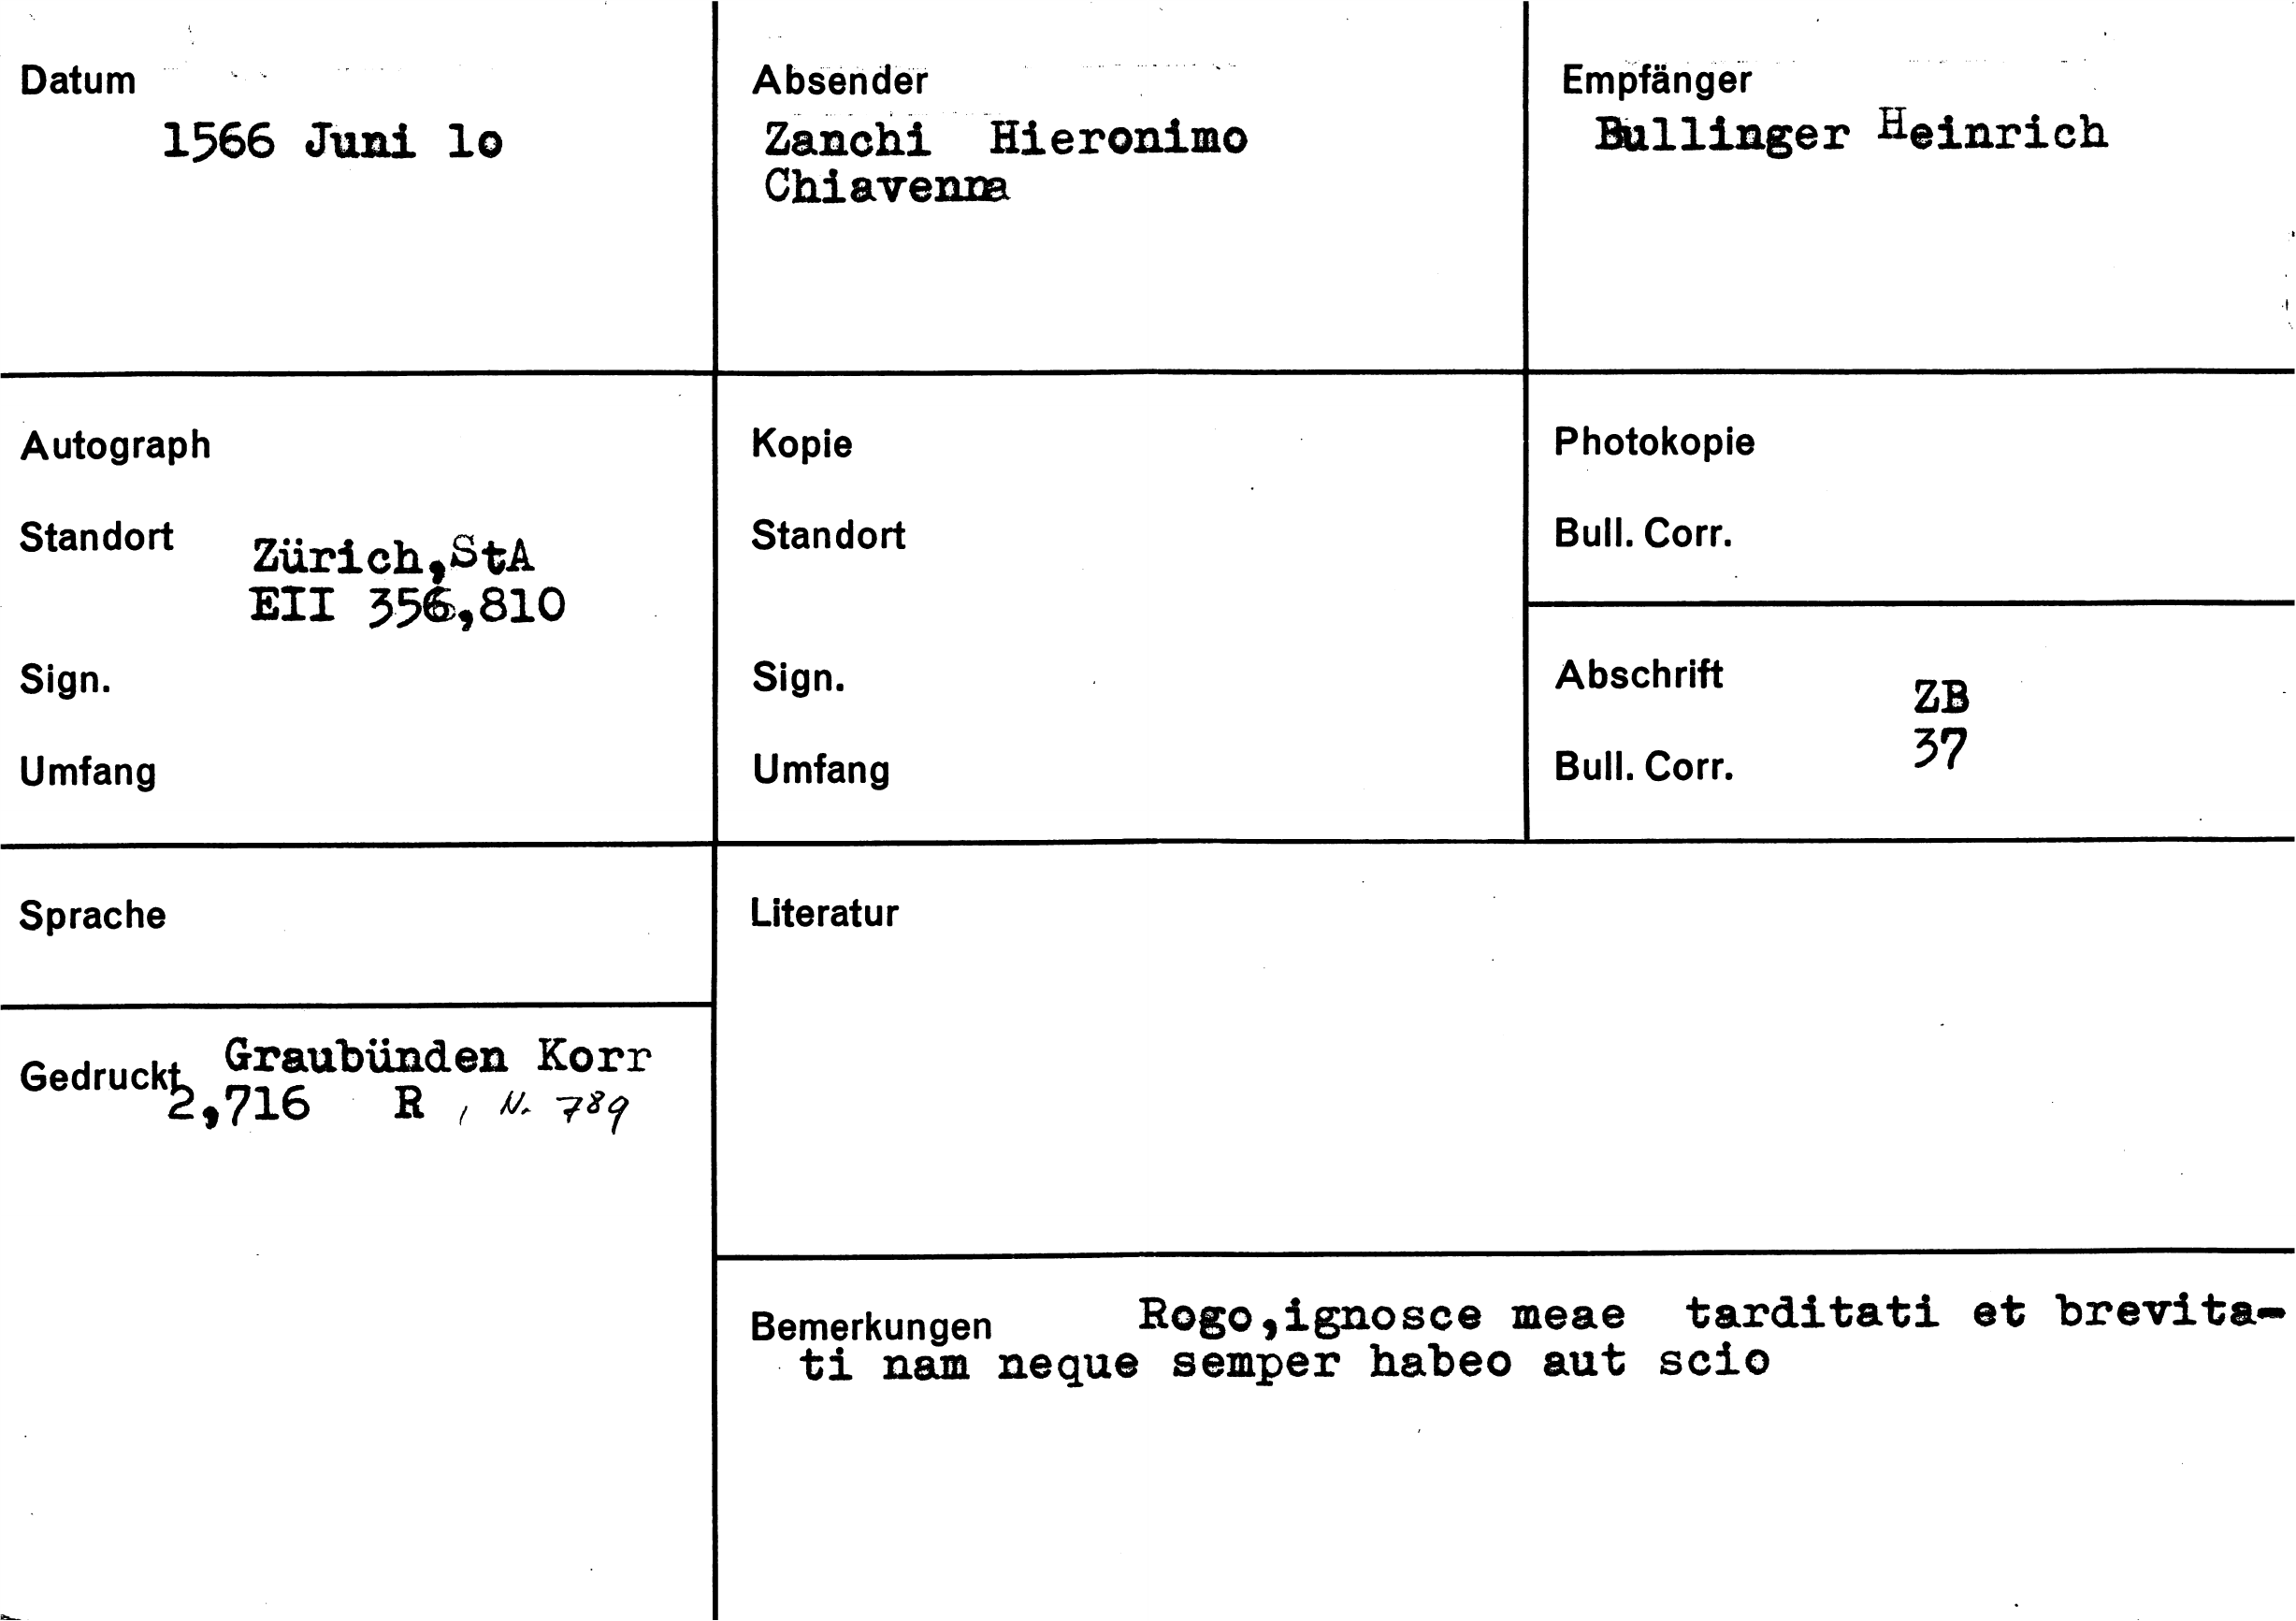 Datum
1566 Juni lo
Absender
Zanchi Hieronimo
Chiavenna
Empfänger
Bullinger Heinrich
Autograph
Standort
Zürich,StA
EII 356,810
Sign.
Umfang
Kopie
Standort
Sign.
Umfang
Photokopie
Bull. Corr.
Abschrift
ZB
37
Bull. Corr.
Sprache
Gedruckt Graubünden Korr
2,716 R , N. 789
Literatur
Bemerkungen Rogo,ignosce meae tarditati et brevita-
ti nam neque semper habeo aut scio